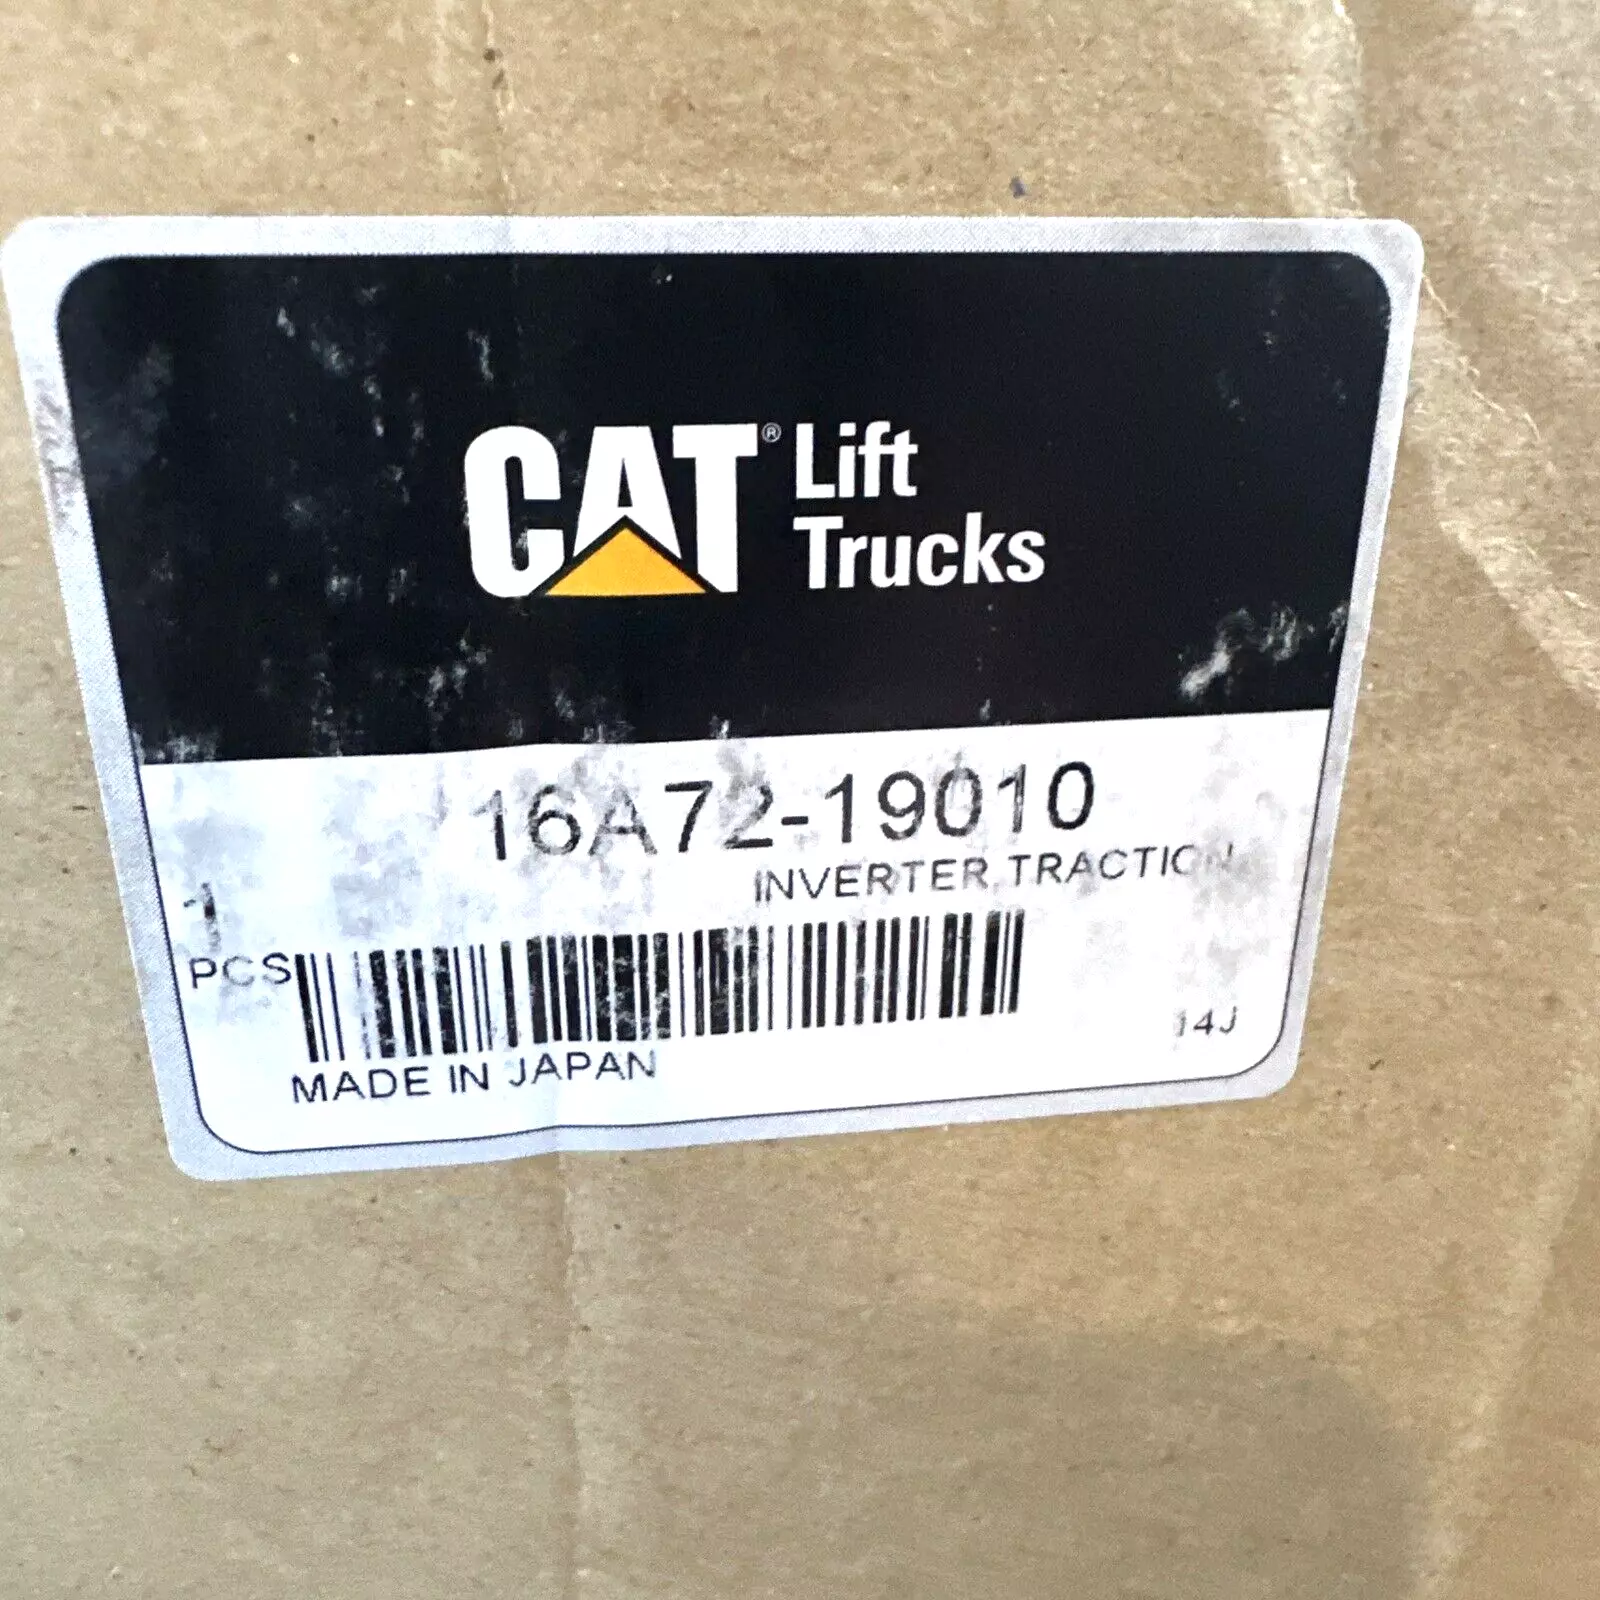 CAT® Lift
Trucks
16A72-19010
INVERTER,TRACTION
1
PCS
MADE IN JAPAN
14J